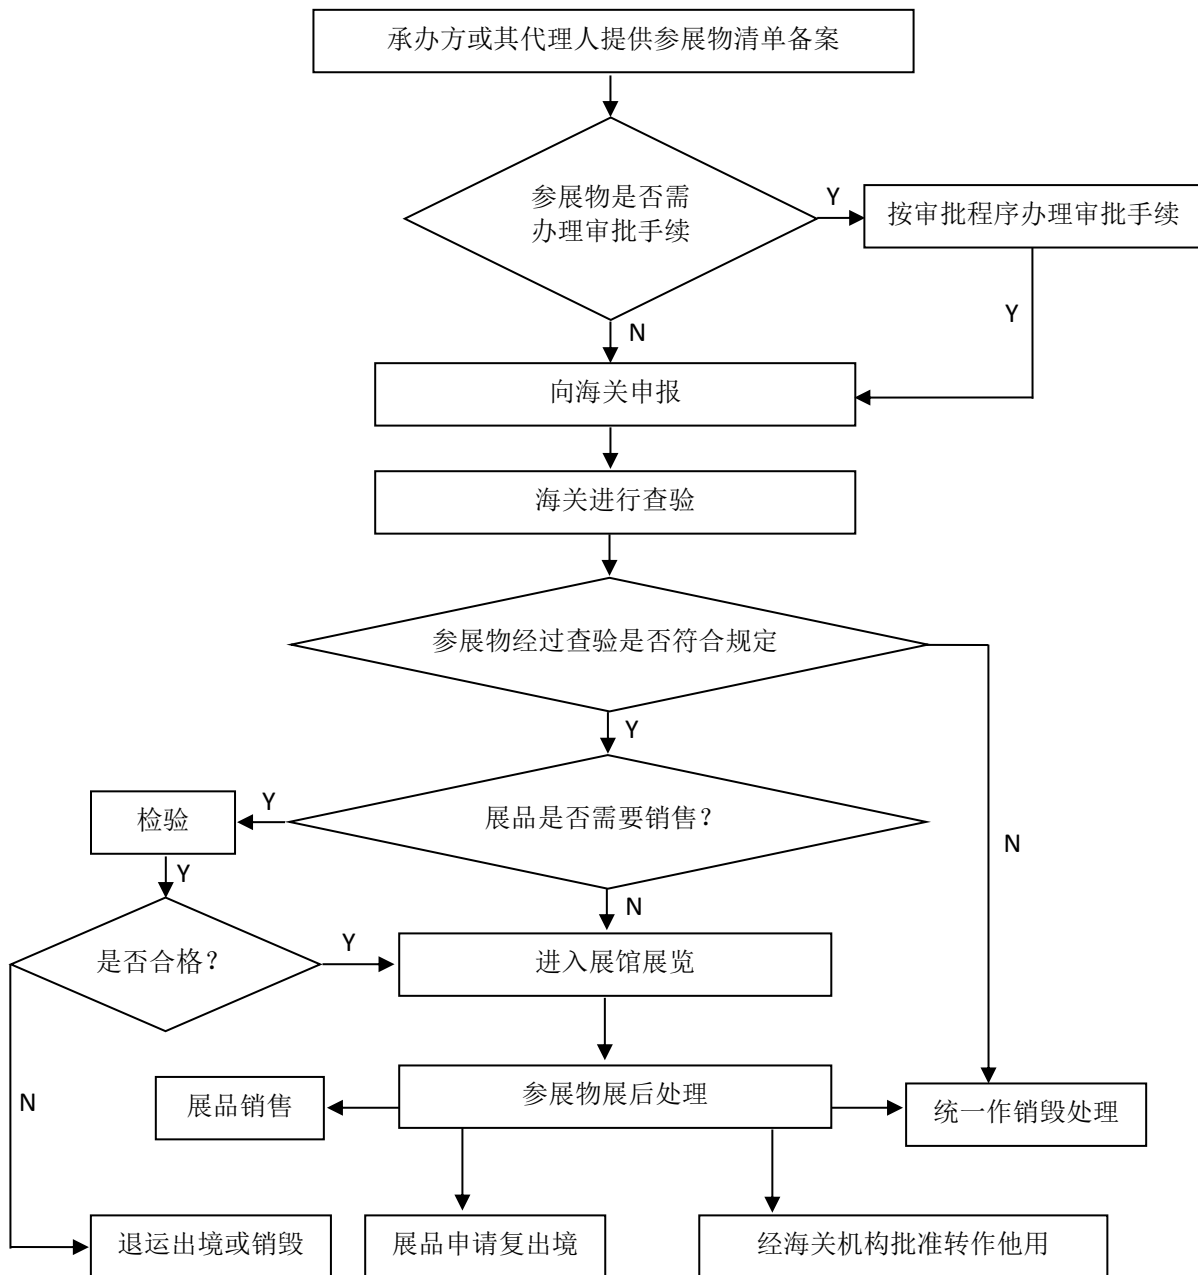 承办方或其代理人提供参展物清单备案
参展物是否需
办理审批手续
Y
按审批程序办理审批手续
Y
N
向海关申报
海关进行查验
参展物经过查验是否符合规定
Y
展品是否需要销售？
Y
检验
N
Y
N
是否合格？
Y
进入展馆展览
N
展品销售
参展物展后处理
统一作销毁处理
退运出境或销毁
展品申请复出境
经海关机构批准转作他用